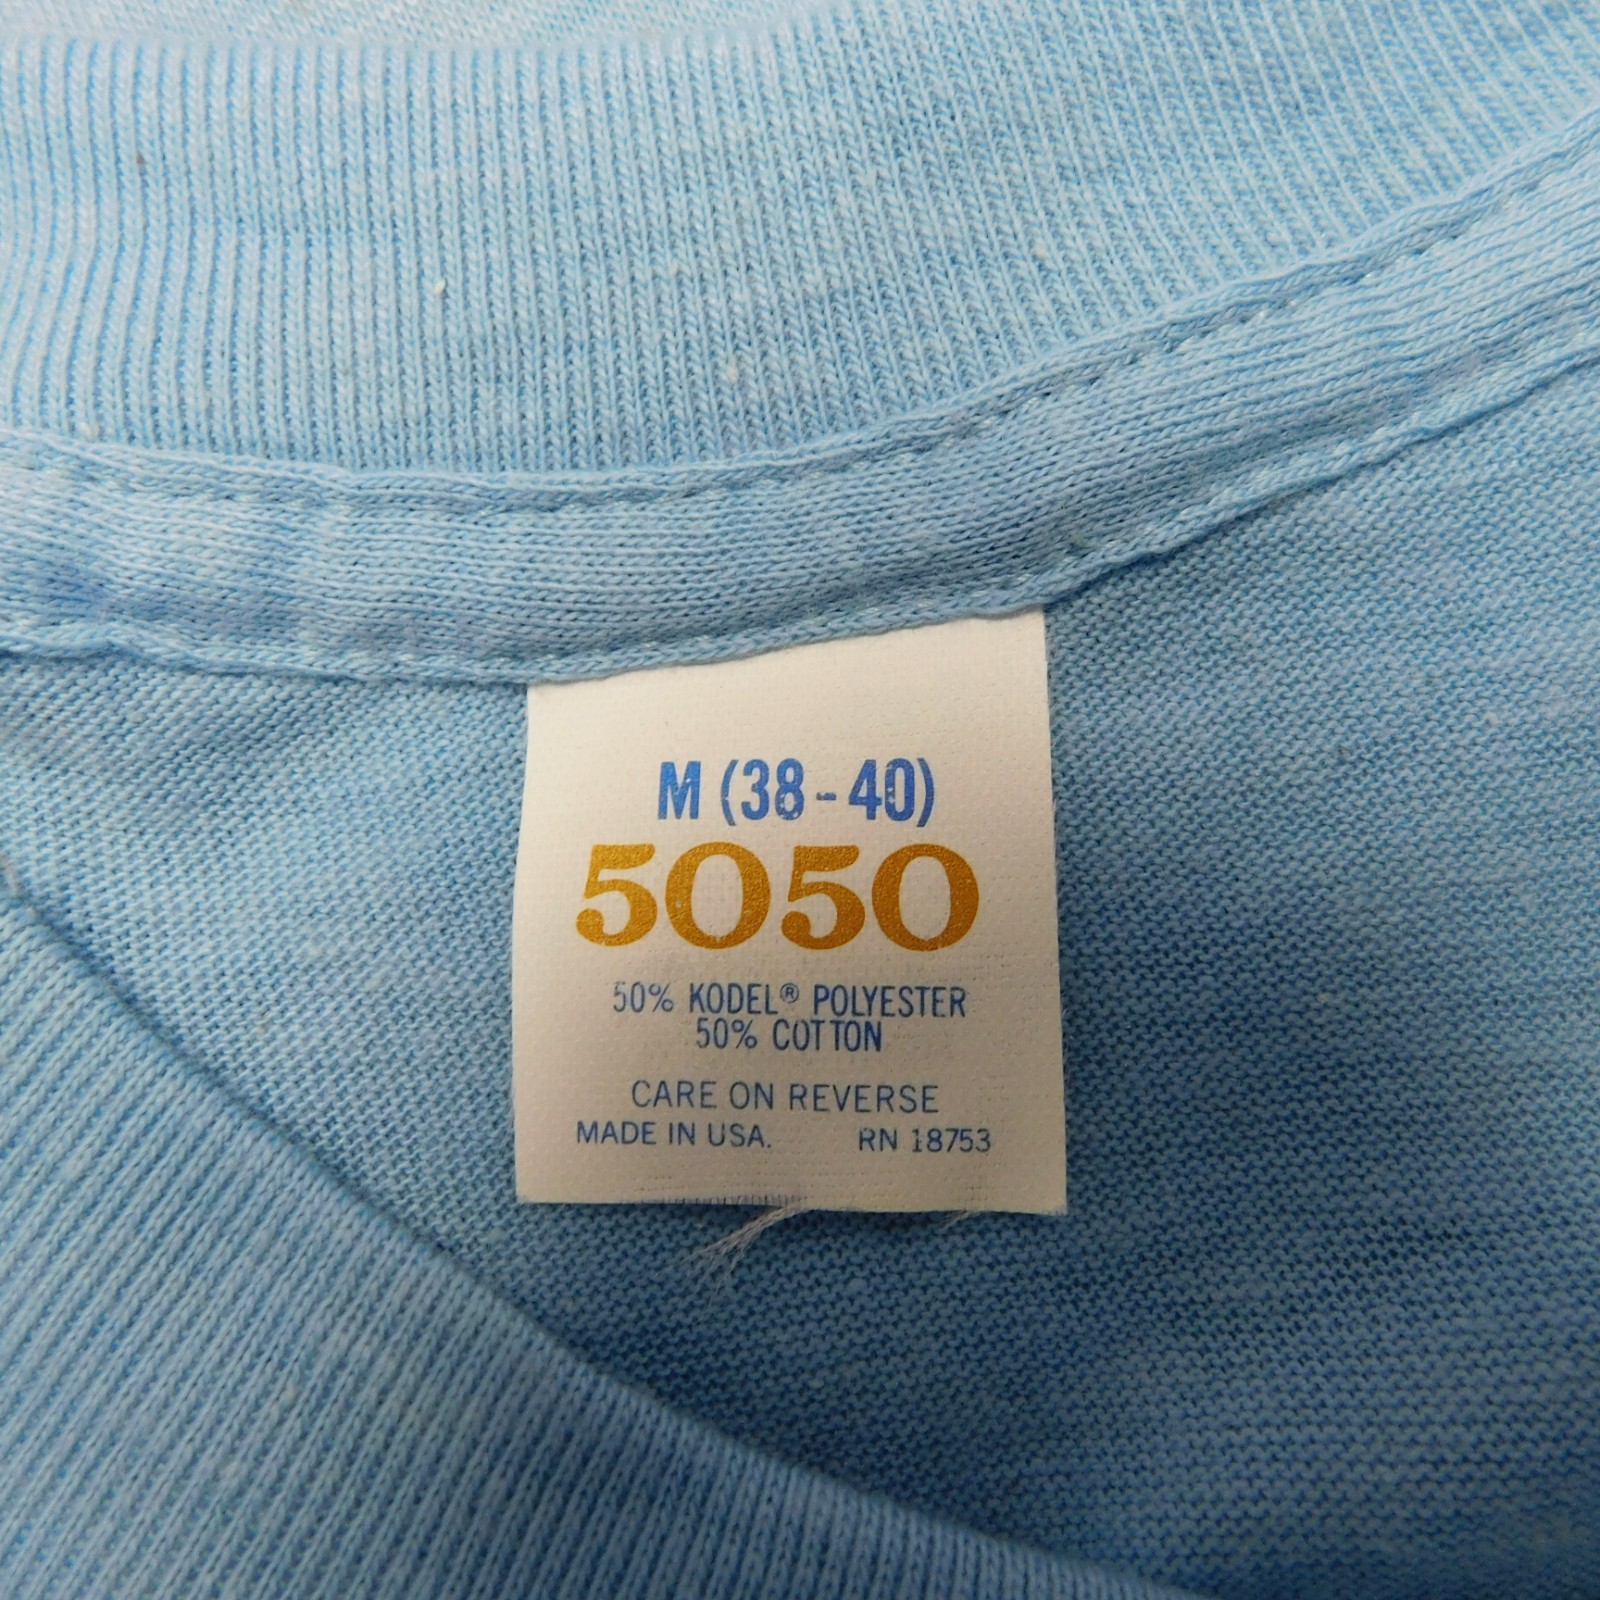 M (38-40)
5050
50% KODEL® POLYESTER
50% COTTON
CARE ON REVERSE
MADE IN USA. RN 18753